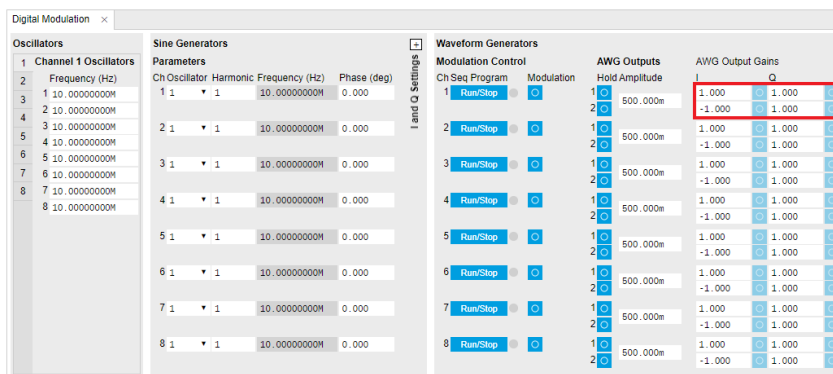 Digital Modulation ×
Oscillators
1 Channel 1 Oscillators
2 Frequency (Hz)
3
4
5
6
7
8
1 10.00000000M
2 10.00000000M
3 10.00000000M
4 10.00000000M
5 10.00000000M
6 10.00000000M
7 10.00000000M
8 10.00000000M
Sine Generators
Parameters
Ch Oscillator Harmonic Frequency (Hz) Phase (deg)
1 1 ▼ 1 10.00000000M 0.000
2 1 ▼ 1 10.00000000M 0.000
3 1 ▼ 1 10.00000000M 0.000
4 1 ▼ 1 10.00000000M 0.000
5 1 ▼ 1 10.00000000M 0.000
6 1 ▼ 1 10.00000000M 0.000
7 1 ▼ 1 10.00000000M 0.000
8 1 ▼ 1 10.00000000M 0.000
+
I and Q Settings
Waveform Generators
Modulation Control AWG Outputs AWG Output Gains
Ch Seq Program Modulation Hold Amplitude I Q
1 Run/Stop 1 500.000m 1.000 1.000
2 -1.000 1.000
2 Run/Stop 1 500.000m 1.000 1.000
2 -1.000 1.000
3 Run/Stop 1 500.000m 1.000 1.000
2 -1.000 1.000
4 Run/Stop 1 500.000m 1.000 1.000
2 -1.000 1.000
5 Run/Stop 1 500.000m 1.000 1.000
2 -1.000 1.000
6 Run/Stop 1 500.000m 1.000 1.000
2 -1.000 1.000
7 Run/Stop 1 500.000m 1.000 1.000
2 -1.000 1.000
8 Run/Stop 1 500.000m 1.000 1.000
2 -1.000 1.000